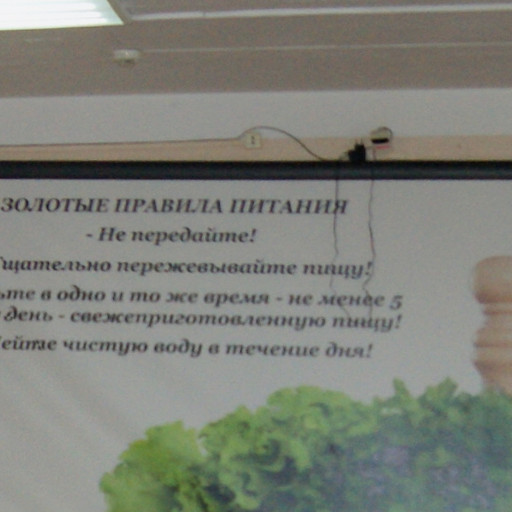 ЗОЛОТЫЕ ПРАВИЛА ПИТАНИЯ
- Не передайте!
Тщательно пережевывайте пищу!
ьте в одно и то же время - не менее 5
день - свежеприготовленную пищу!
ейте чистую воду в течение дня!